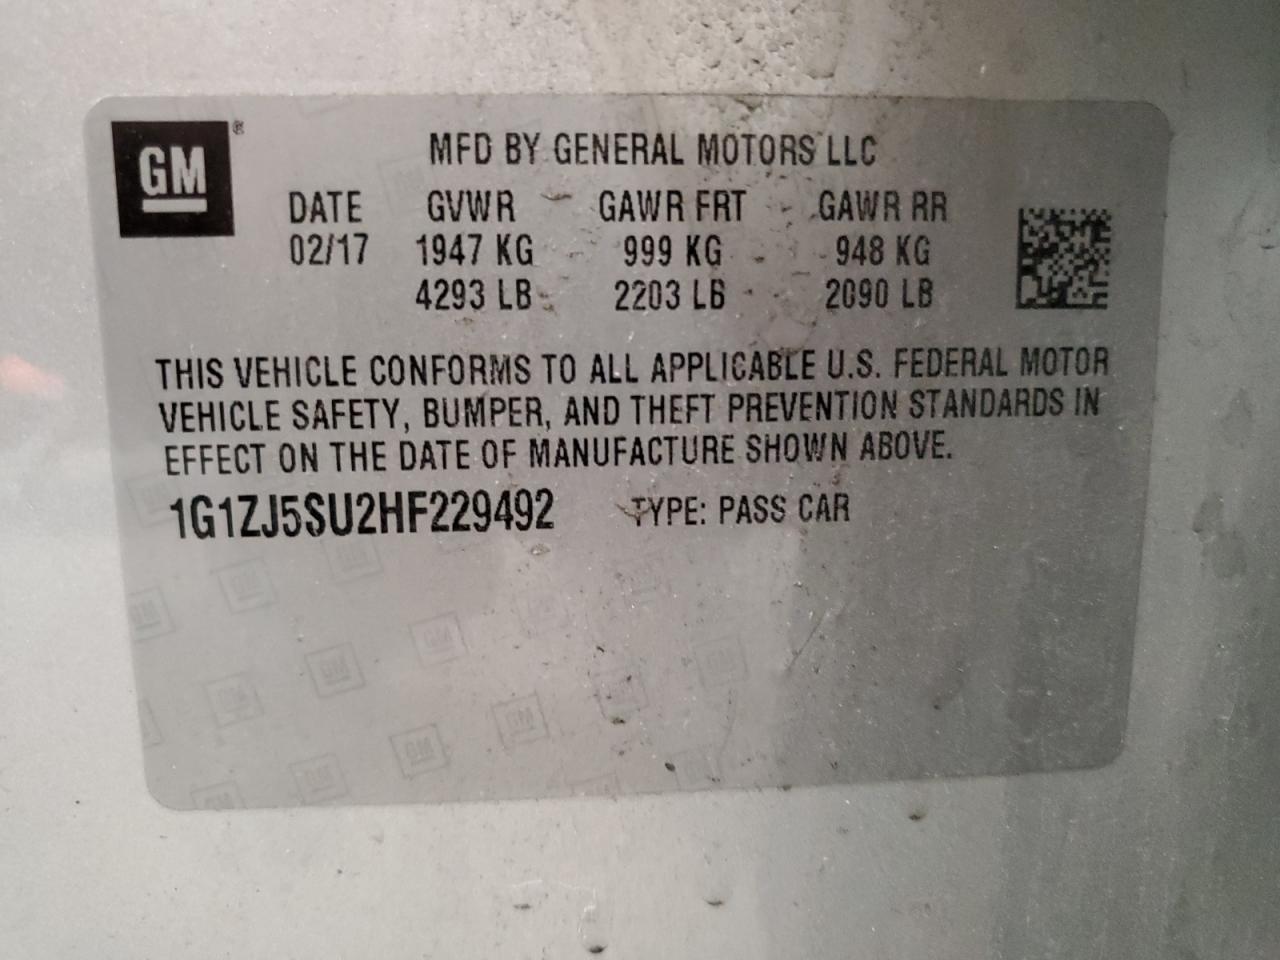 GM®
MFD BY GENERAL MOTORS LLC
DATE GVWR GAWR FRT GAWR RR
02/17 1947 KG 999 KG 948 KG
4293 LB 2203 LB 2090 LB
THIS VEHICLE CONFORMS TO ALL APPLICABLE U.S. FEDERAL MOTOR
VEHICLE SAFETY, BUMPER, AND THEFT PREVENTION STANDARDS IN
EFFECT ON THE DATE OF MANUFACTURE SHOWN ABOVE.
1G1ZJ5SU2HF229492 TYPE: PASS CAR